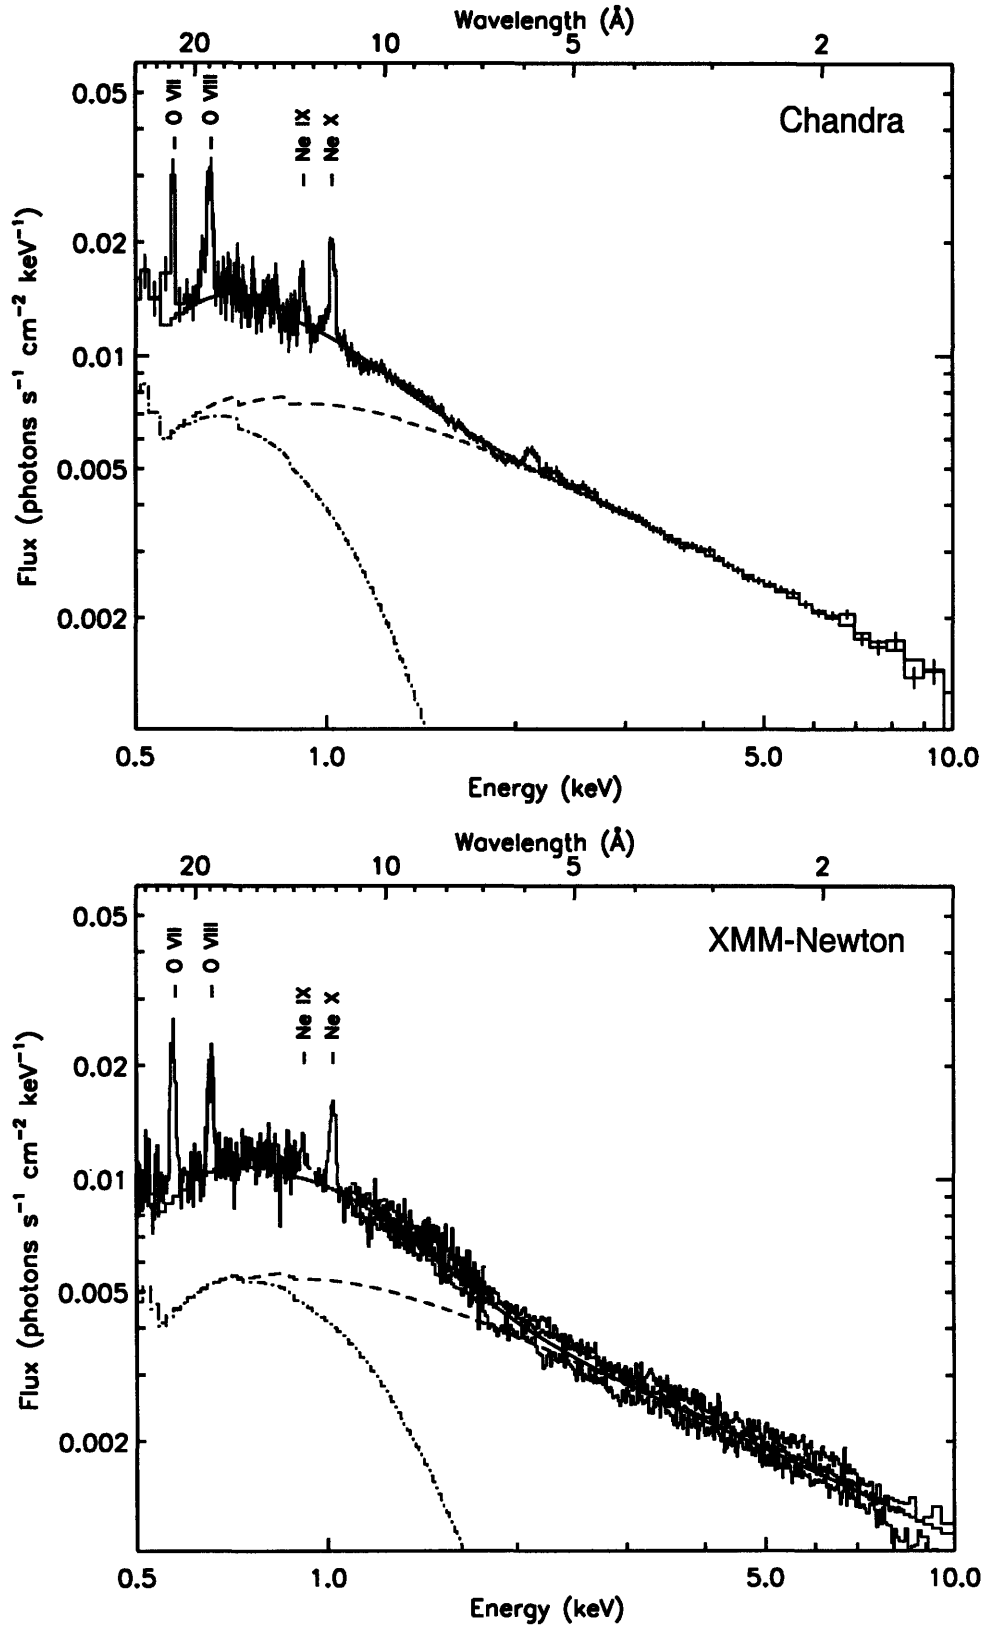 Wavelength (Å)
20 10 5 2
0.05
0.02
0.01
0.005
0.002
Flux (photons s⁻¹ cm⁻² keV⁻¹)
– O VII
– O VIII
– Ne IX
– Ne X
Chandra
0.5 1.0 5.0 10.0
Energy (keV)
Wavelength (Å)
20 10 5 2
0.05
0.02
0.01
0.005
0.002
Flux (photons s⁻¹ cm⁻² keV⁻¹)
– O VII
– O VIII
– Ne IX
– Ne X
XMM-Newton
0.5 1.0 5.0 10.0
Energy (keV)